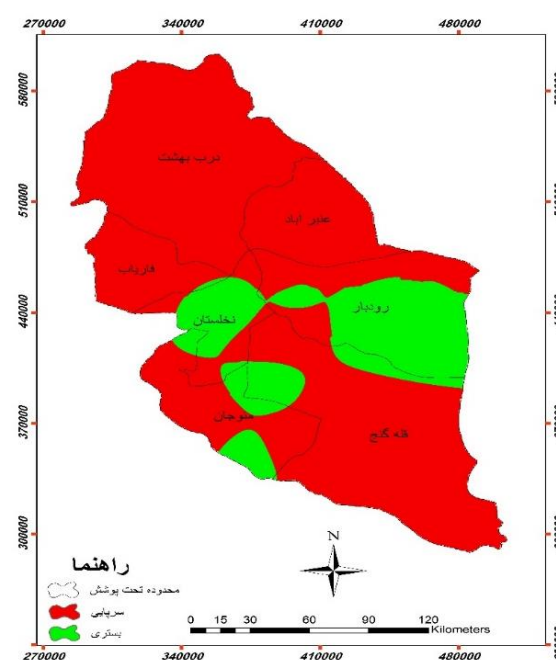 270000 340000 410000 480000
580000
510000
440000
370000
300000
درب بهشت
عنبر آباد
فاریاب
نخلستان
رودبار
منوجان
قله گنج
N
راهنما
محدوده تحت پوشش
سرپایی
بستری
0 15 30 60 90 120
Kilometers
270000 340000 410000 480000